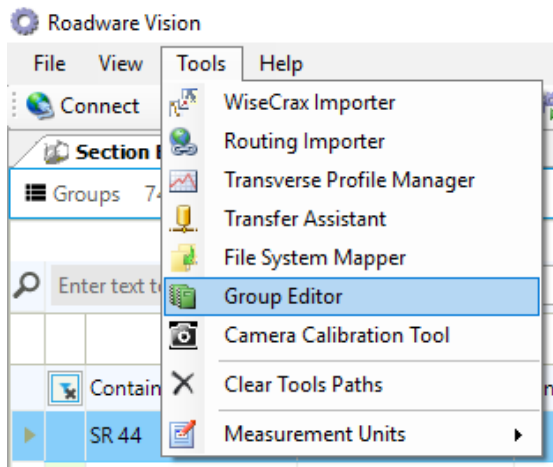 Roadware Vision
File View Tools Help
Connect
WiseCrax Importer
Routing Importer
Section
Transverse Profile Manager
Groups
Transfer Assistant
File System Mapper
Enter text
Group Editor
Camera Calibration Tool
Contain
Clear Tools Paths
SR 44
Measurement Units